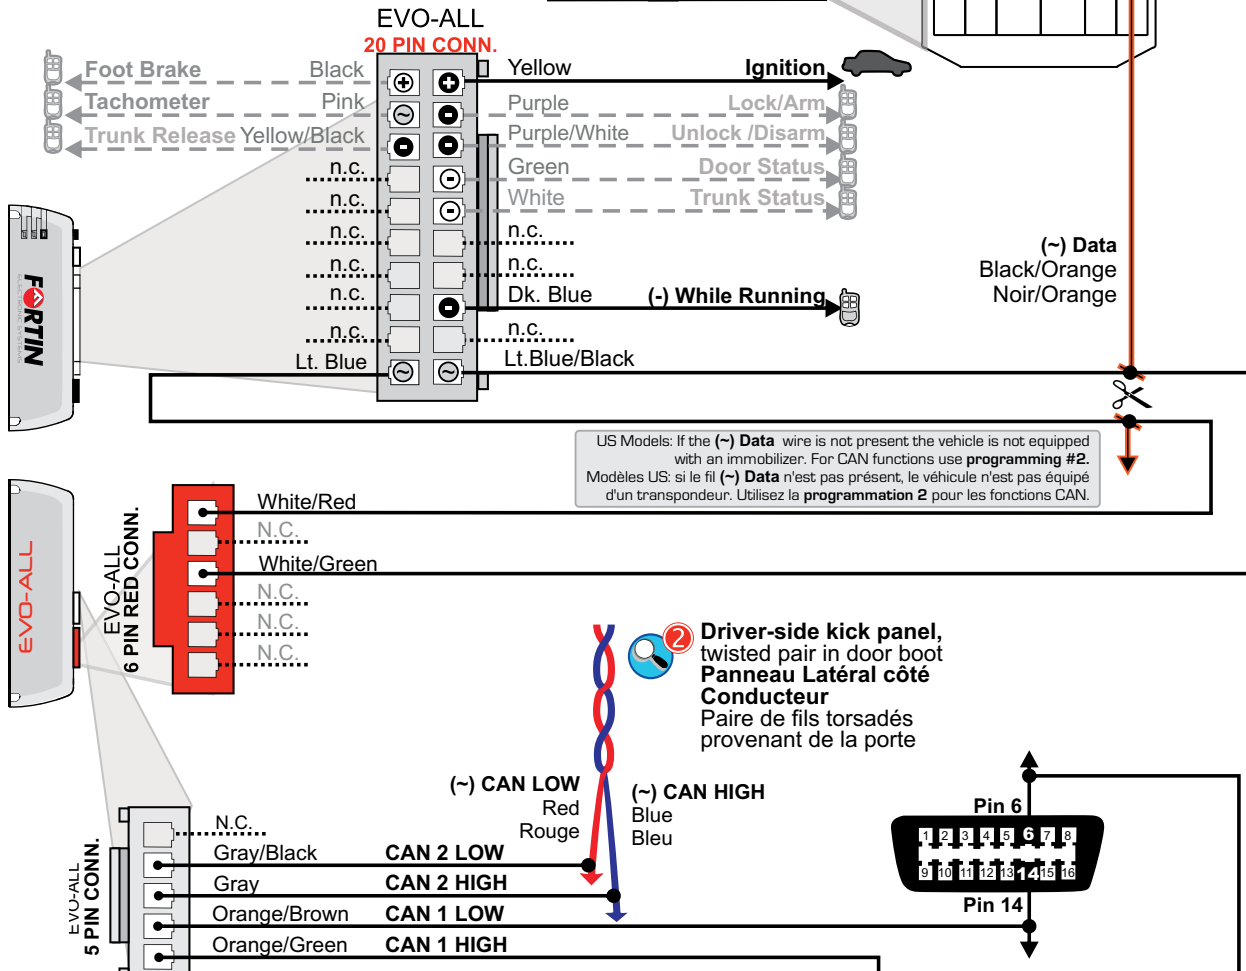 EVO-ALL
20 PIN CONN.
Foot Brake Black
Tachometer Pink
Trunk Release Yellow/Black
n.c.
n.c.
n.c.
n.c.
n.c.
n.c.
Lt. Blue
Yellow Ignition
Purple Lock/Arm
Purple/White Unlock /Disarm
Green Door Status
White Trunk Status
n.c.
n.c.
Dk. Blue (-) While Running
n.c.
Lt.Blue/Black
(~) Data
Black/Orange
Noir/Orange
FORTIN
ELECTRONIC SYSTEMS
US Models: If the (~) Data wire is not present the vehicle is not equipped
with an immobilizer. For CAN functions use programming #2.
Modèles US: si le fil (~) Data n'est pas présent, le véhicule n'est pas équipé
d'un transpondeur. Utilisez la programmation 2 pour les fonctions CAN.
EVO-ALL
EVO-ALL
6 PIN RED CONN.
White/Red
N.C.
White/Green
N.C.
N.C.
N.C.
2
Driver-side kick panel,
twisted pair in door boot
Panneau Latéral côté
Conducteur
Paire de fils torsadés
provenant de la porte
(~) CAN LOW
Red
Rouge
(~) CAN HIGH
Blue
Bleu
Pin 6
1 2 3 4 5 6 7 8
9 10 11 12 13 14 15 16
Pin 14
EVO-ALL
5 PIN CONN.
N.C.
Gray/Black CAN 2 LOW
Gray CAN 2 HIGH
Orange/Brown CAN 1 LOW
Orange/Green CAN 1 HIGH